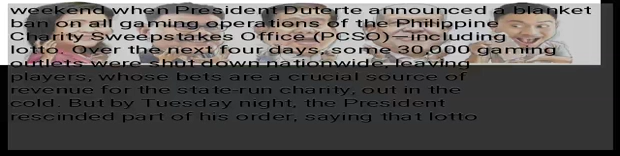 weekend when President Duterte announced a blanket
ban on all gaming operations of the Philippine
Charity Sweepstakes Office (PCSO)—including
lotto. Over the next four days, some 30,000 gaming
outlets were shut down nationwide, leaving
players, whose bets are a crucial source of
revenue for the state-run charity, out in the
cold. But by Tuesday night, the President
rescinded part of his order, saying that lotto